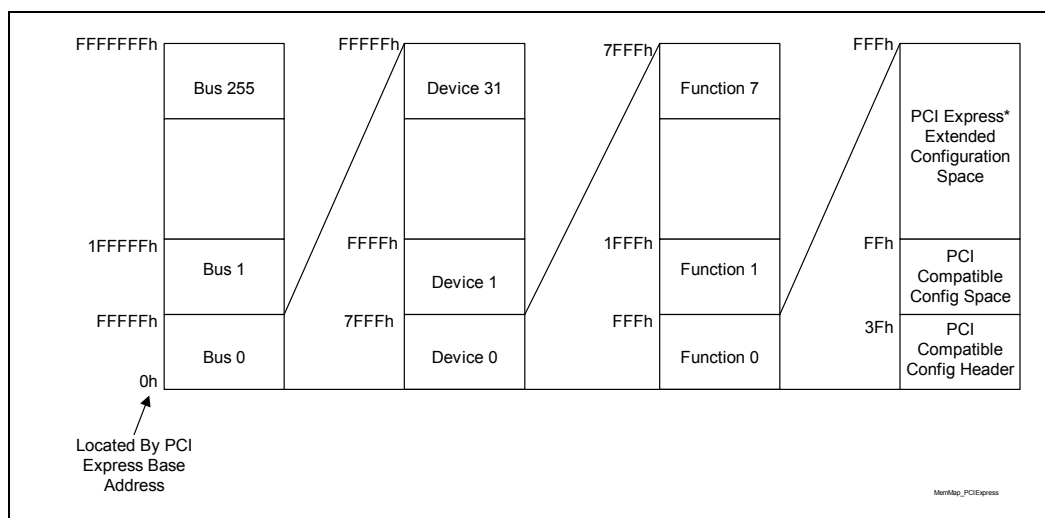 FFFFFFFh
Bus 255
1FFFFFh
Bus 1
FFFFFh
Bus 0
0h
Located By PCI
Express Base
Address
FFFFFh
Device 31
FFFFh
Device 1
7FFFh
Device 0
7FFFh
Function 7
1FFFh
Function 1
FFFh
Function 0
FFFh
PCI Express*
Extended
Configuration
Space
FFh
PCI
Compatible
Config Space
3Fh
PCI
Compatible
Config Header
MemMap_PCIExpress